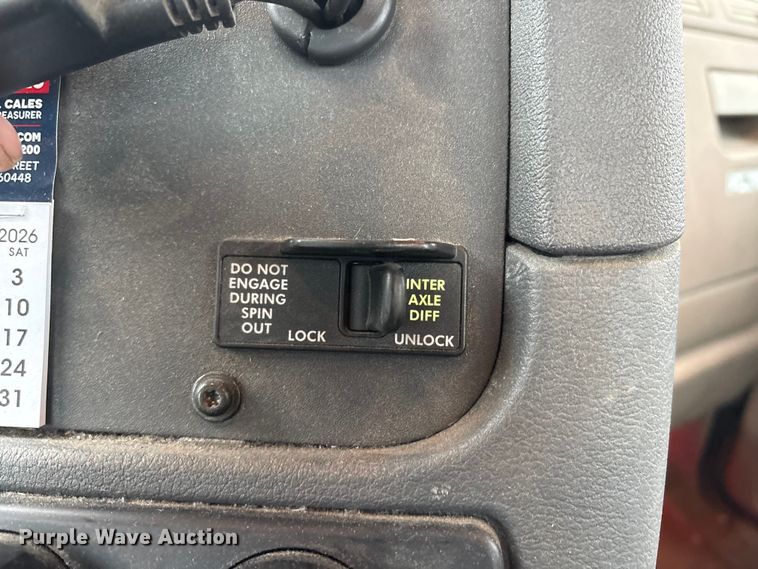 CALES
REASURER
COM
200
REET
60448
2026
SAT
3
10
17
24
31
DO NOT
ENGAGE
DURING
SPIN
OUT
LOCK
INTER
AXLE
DIFF
UNLOCK
Purple Wave Auction